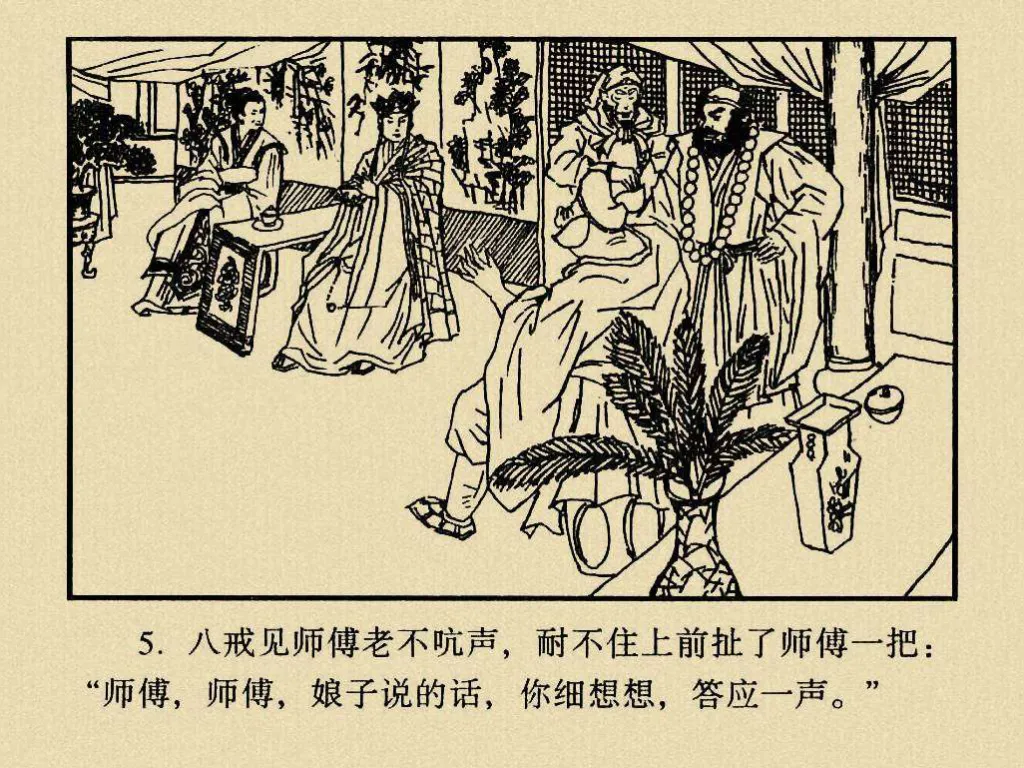 5. 八戒见师傅老不吭声，耐不住上前扯了师傅一把：
“师傅，师傅，娘子说的话，你细想想，答应一声。”